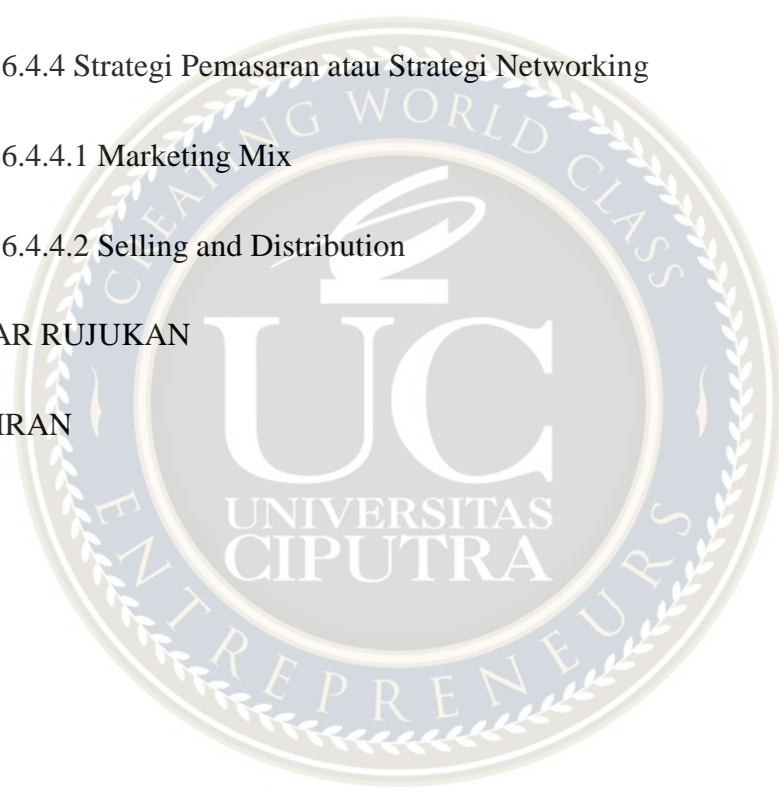 6.4.4 Strategi Pemasaran atau Strategi Networking
6.4.4.1 Marketing Mix
6.4.4.2 Selling and Distribution
AR RUJUKAN
IRAN
CREATING WORLD CLASS
UC
UNIVERSITAS
CIPUTRA
ENTREPRENEURS